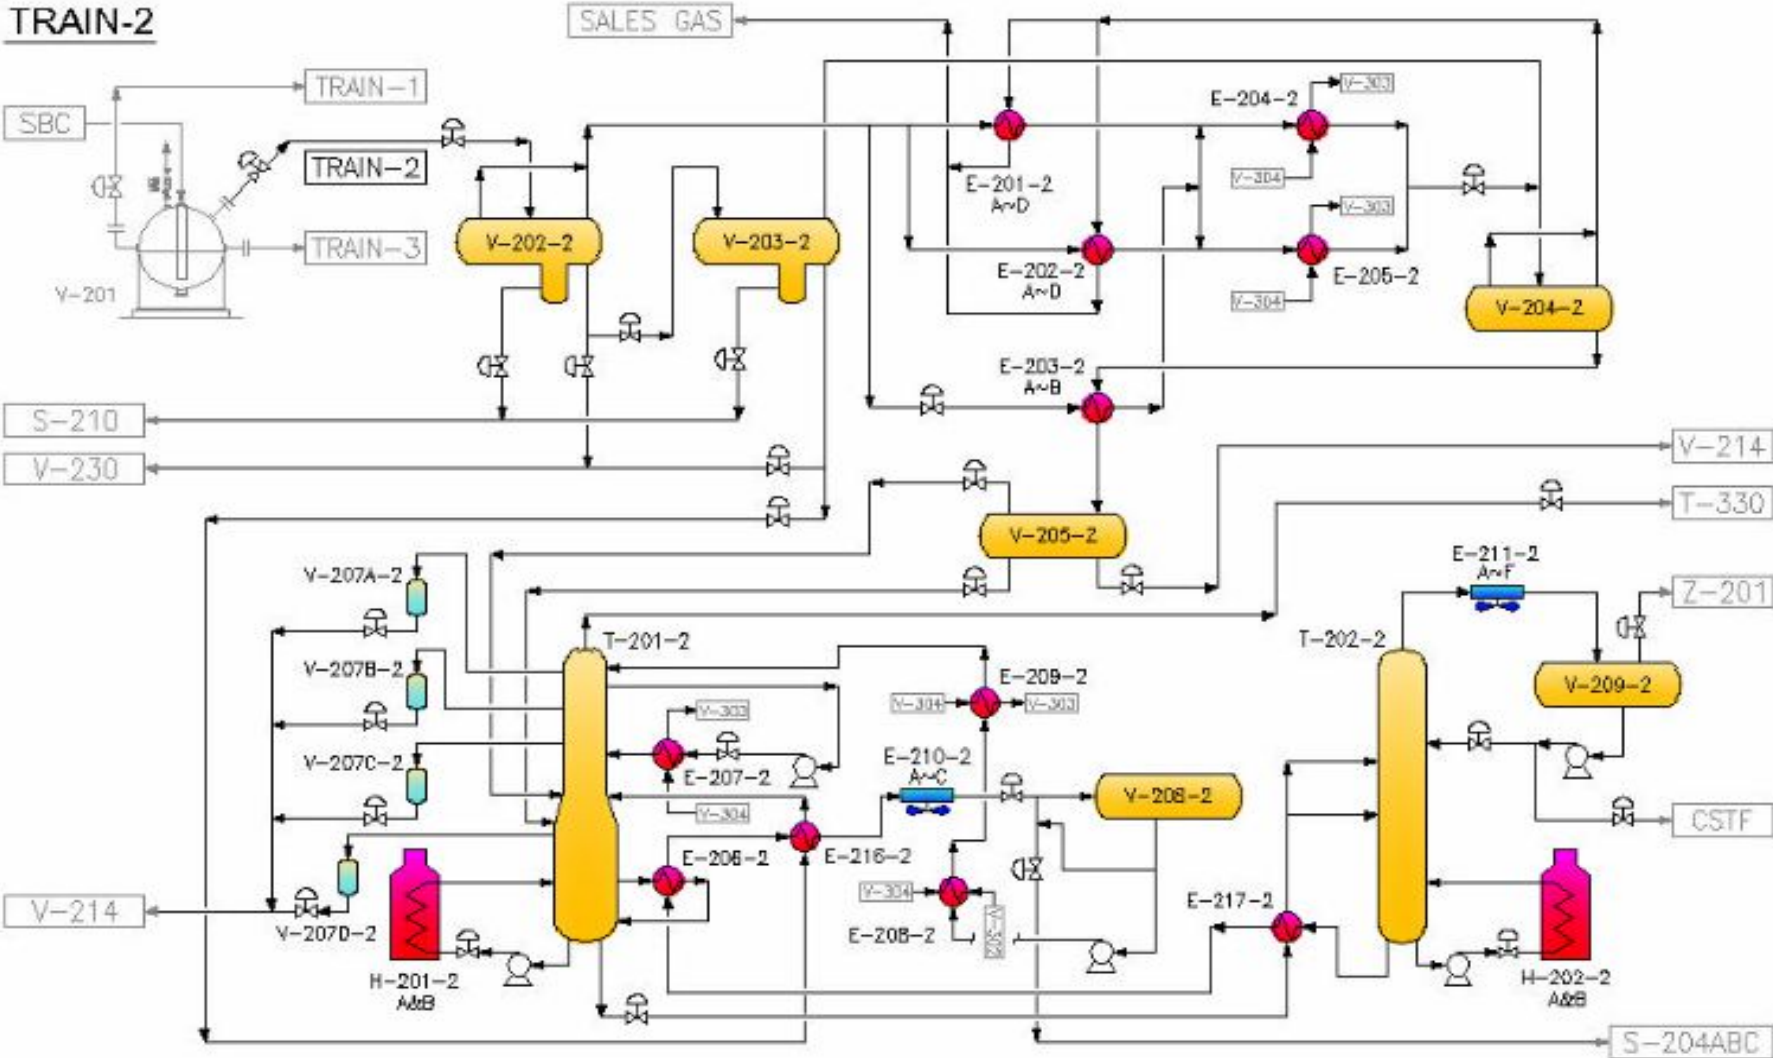 TRAIN-2
SALES GAS
TRAIN-1
SBC
TRAIN-2
TRAIN-3
V-201
V-202-2
V-203-2
E-201-2
A~D
E-202-2
A~D
E-204-2
V-303
V-304
V-303
E-205-2
V-304
V-204-2
E-203-2
A~B
S-210
V-230
V-214
T-330
V-205-2
E-211-2
A~F
Z-201
V-207A-2
T-201-2
T-202-2
V-207B-2
E-209-2
V-304
V-303
V-209-2
V-303
V-207C-2
E-207-2
E-210-2
A~C
V-208-2
V-304
CSTF
E-206-2
E-216-2
V-304
E-208-2
E-217-2
V-214
V-207D-2
H-201-2
A&B
H-202-2
A&B
S-204ABC